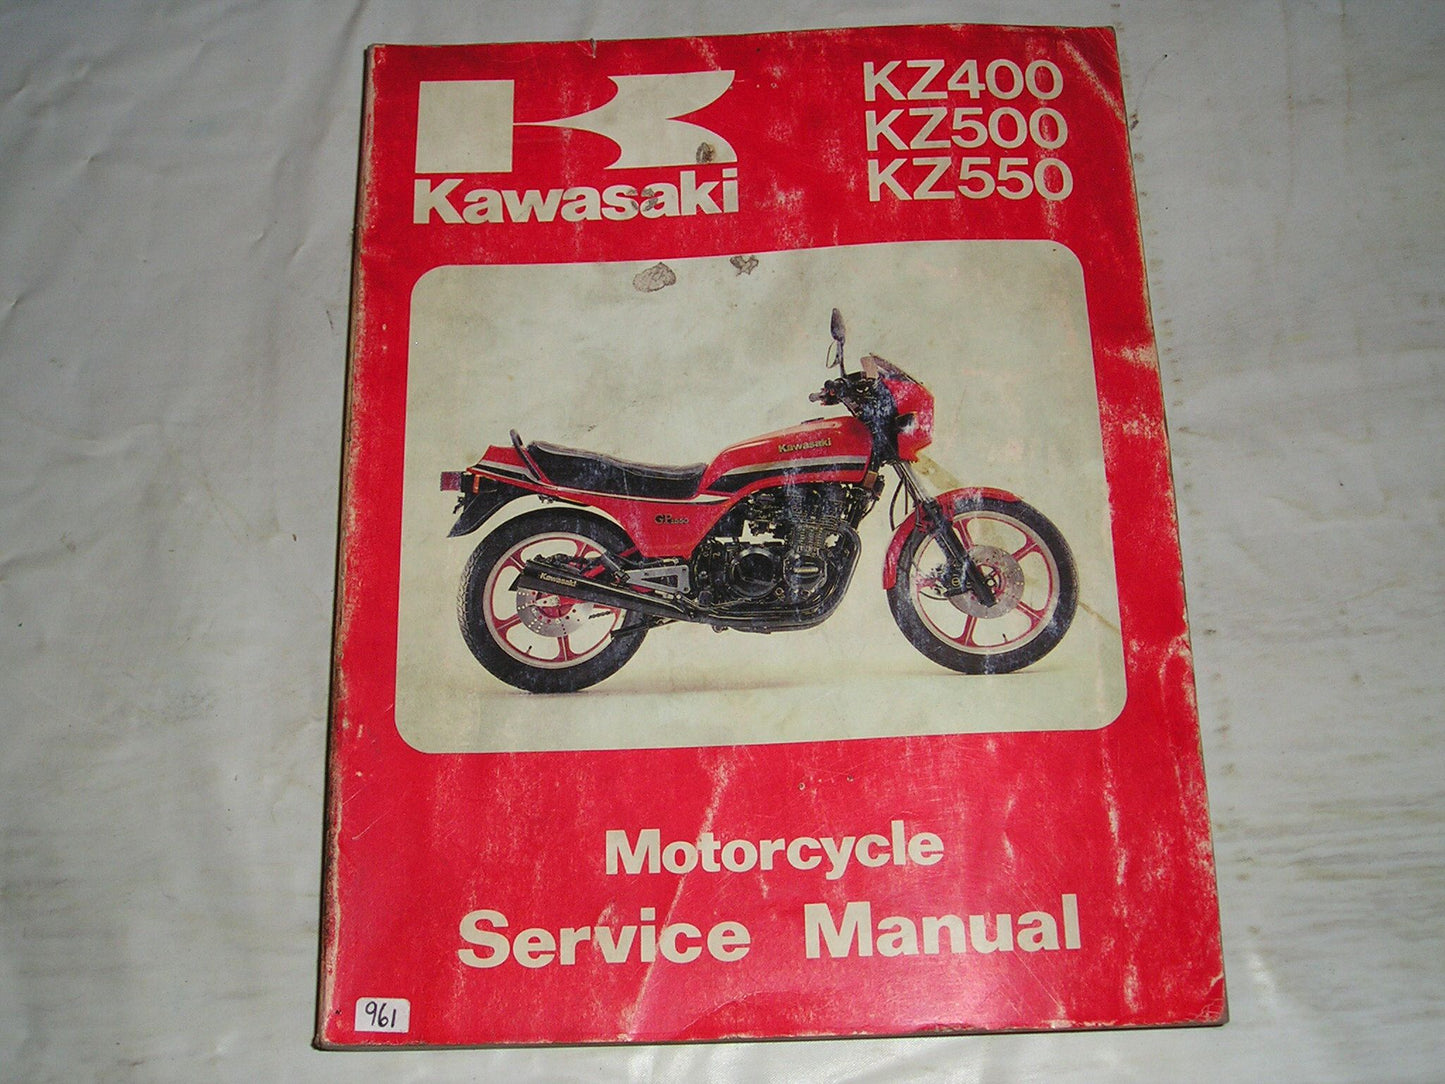 Kawasaki
KZ400
KZ500
KZ550
Kawasaki
GPz550
Kawasaki
Motorcycle
Service Manual
961